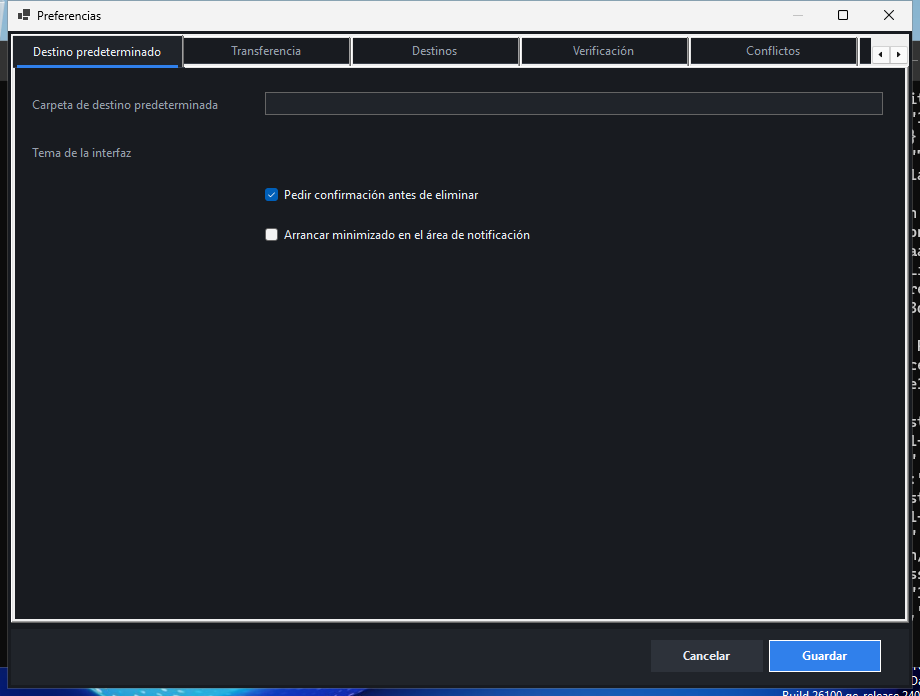 Preferencias
Destino predeterminado
Transferencia
Destinos
Verificación
Conflictos
Carpeta de destino predeterminada
Tema de la interfaz
Pedir confirmación antes de eliminar
Arrancar minimizado en el área de notificación
Cancelar
Guardar